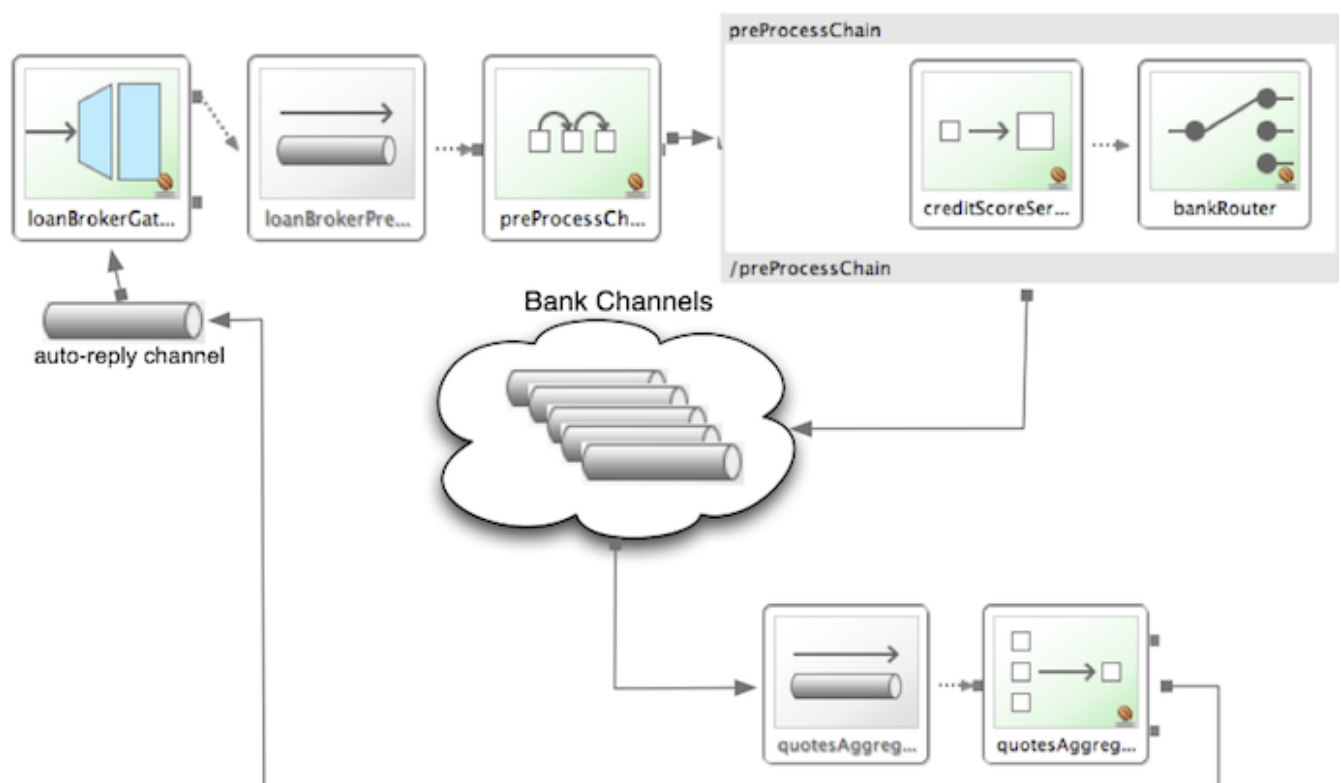 preProcessChain
loanBrokerGat...
loanBrokerPre...
preProcessCh...
creditScoreSer...
bankRouter
/preProcessChain
Bank Channels
auto-reply channel
quotesAggreg...
quotesAggreg...